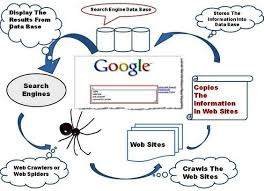 Search Engine Data Base
Display The
Results From
Data Base
Stores The
Information Into
Data Base
Google
Search
Engines
Copies
The
Information
In Web Sites
Web Sites
Web Crawlers or
Web Spiders
Crawls The
Web Sites